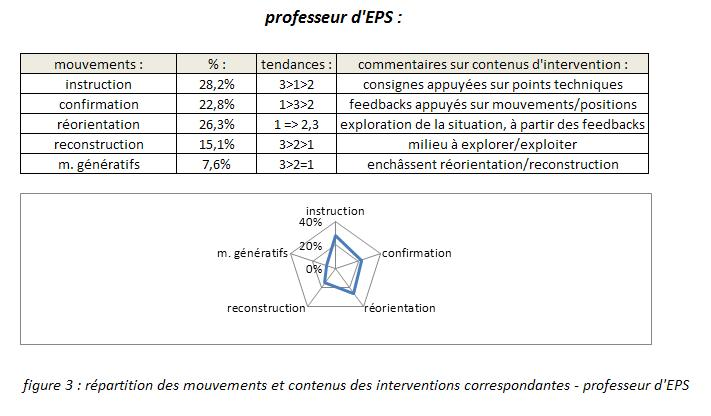 professeur d'EPS :
mouvements : % : tendances : commentaires sur contenus d'intervention :
instruction 28,2% 3>1>2 consignes appuyées sur points techniques
confirmation 22,8% 1>3>2 feedbacks appuyés sur mouvements/positions
réorientation 26,3% 1 => 2,3 exploration de la situation, à partir des feedbacks
reconstruction 15,1% 3>2>1 milieu à explorer/exploiter
m. génératifs 7,6% 3>2=1 enchâssent réorientation/reconstruction
instruction
40%
20%
0%
m. génératifs
confirmation
reconstruction
réorientation
figure 3 : répartition des mouvements et contenus des interventions correspondantes - professeur d'EPS